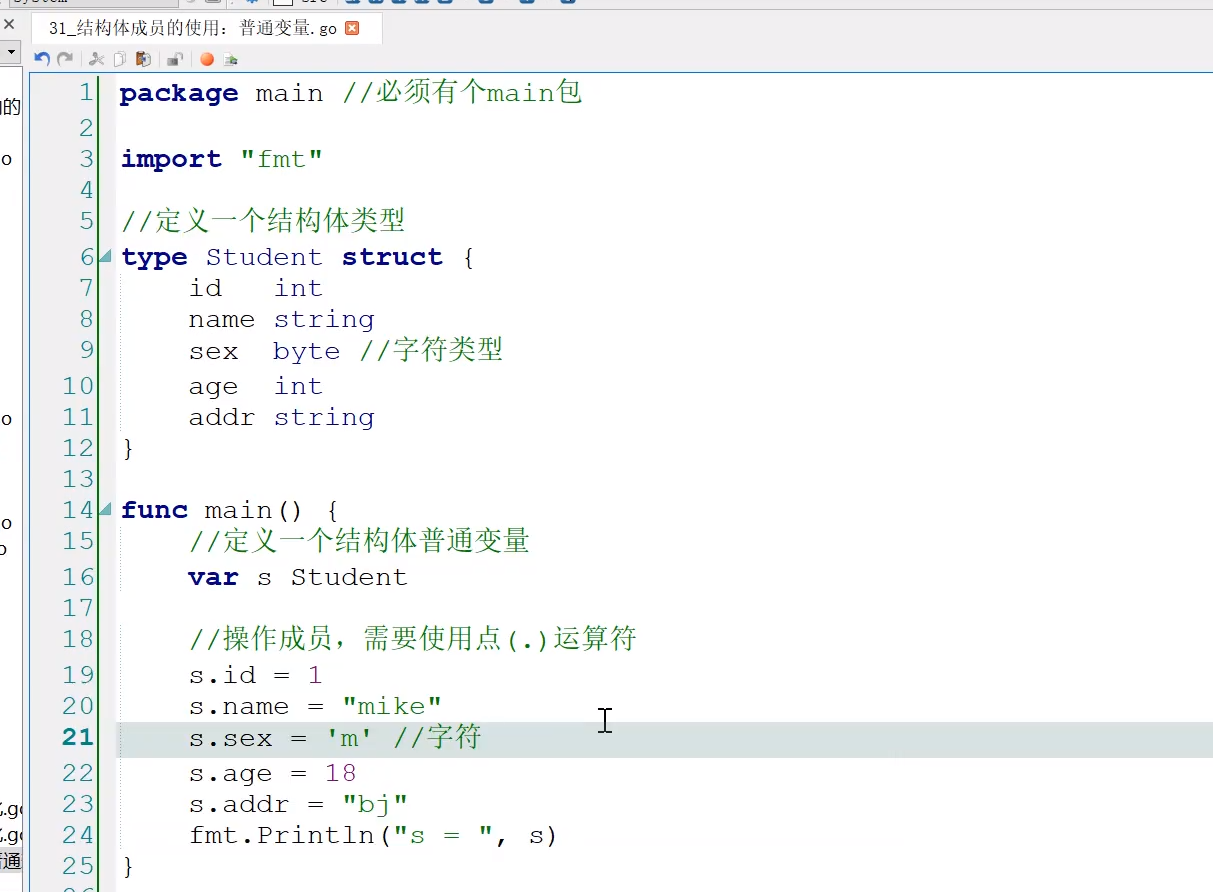 31_结构体成员的使用：普通变量.go
1 package main //必须有个main包
2
3 import "fmt"
4
5 //定义一个结构体类型
6 type Student struct {
7 id int
8 name string
9 sex byte //字符类型
10 age int
11 addr string
12 }
13
14 func main() {
15 //定义一个结构体普通变量
16 var s Student
17
18 //操作成员，需要使用点(.)运算符
19 s.id = 1
20 s.name = "mike"
21 s.sex = 'm' //字符
22 s.age = 18
23 s.addr = "bj"
24 fmt.Println("s = ", s)
25 }